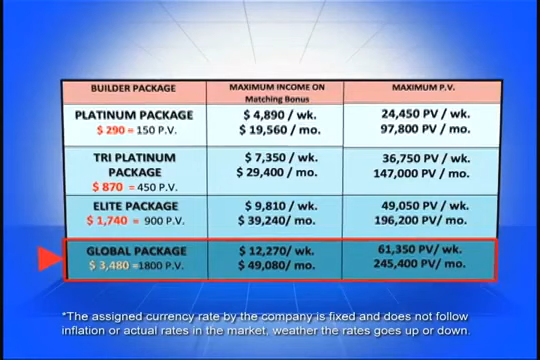 BUILDER PACKAGE
MAXIMUM INCOME ON
Matching Bonus
MAXIMUM P.V.
PLATINUM PACKAGE
$ 290 = 150 P.V.
$ 4,890 / wk.
$ 19,560 / mo.
24,450 PV / wk.
97,800 PV / mo.
TRI PLATINUM
PACKAGE
$ 870 = 450 P.V.
$ 7,350 / wk.
$ 29,400 / mo.
36,750 PV / wk.
147,000 PV / mo.
ELITE PACKAGE
$ 1,740 = 900 P.V.
$ 9,810 / wk.
$ 39,240 / mo.
49,050 PV / wk.
196,200 PV / mo.
GLOBAL PACKAGE
$ 3,480 =1800 P.V.
$ 12,270/ wk.
$ 49,080/ mo.
61,350 PV/ wk.
245,400 PV/ mo.
*The assigned currency rate by the company is fixed and does not follow
inflation or actual rates in the market, weather the rates goes up or down.